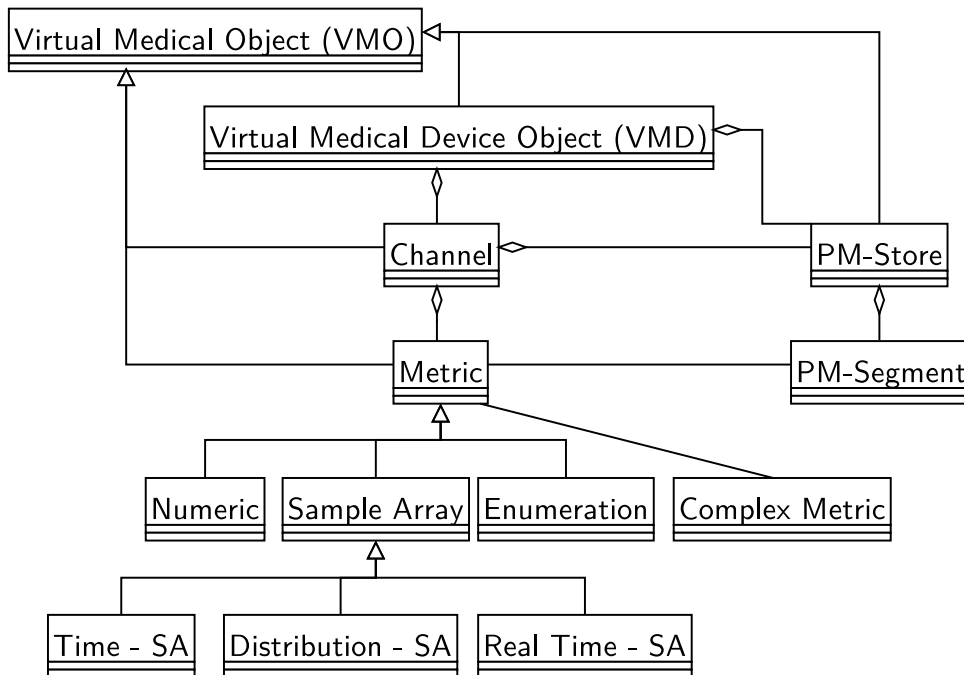 Virtual Medical Object (VMO)
Virtual Medical Device Object (VMD)
Channel
PM-Store
Metric
PM-Segment
Numeric
Sample Array
Enumeration
Complex Metric
Time - SA
Distribution - SA
Real Time - SA